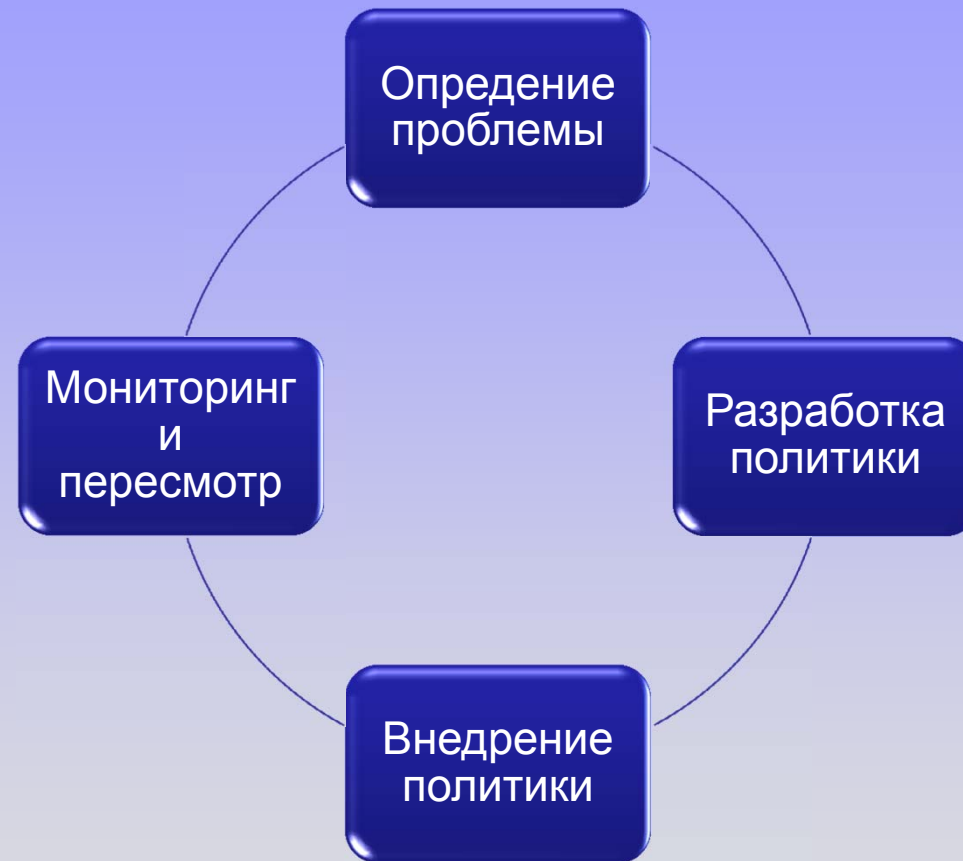 Опредение
проблемы
Мониторинг
и
пересмотр
Разработка
политики
Внедрение
политики